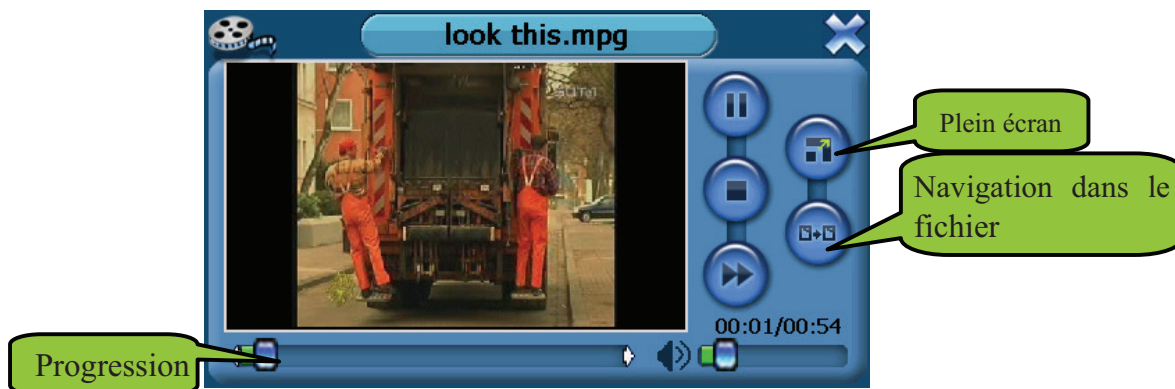 look this.mpg
Plein écran
Navigation dans le
fichier
00:01/00:54
Progression